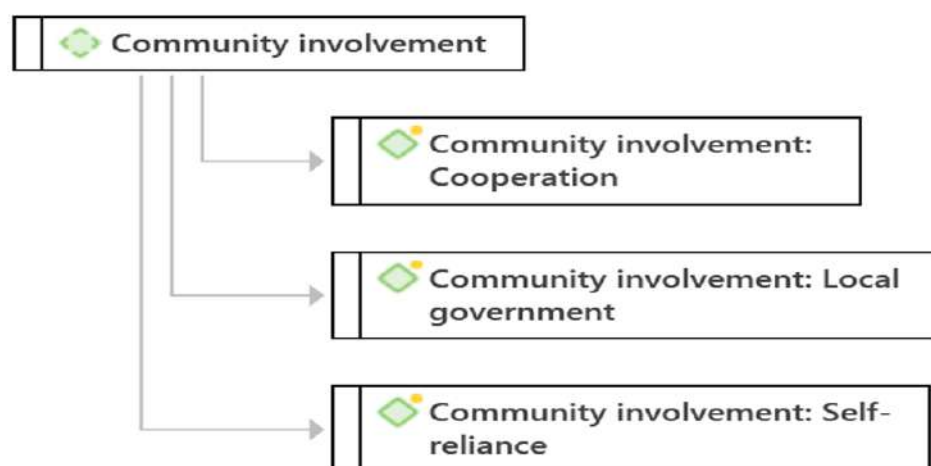 Community involvement
Community involvement:
Cooperation
Community involvement: Local
government
Community involvement: Self-
reliance